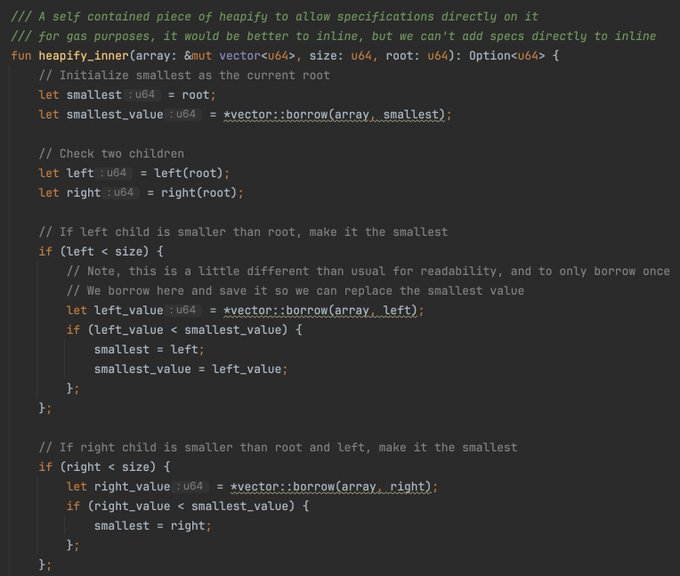 /// A self contained piece of heapify to allow specifications directly on it
/// for gas purposes, it would be better to inline, but we can't add specs directly to inline
fun heapify_inner(array: &mut vector<u64>, size: u64, root: u64): Option<u64> {
    // Initialize smallest as the current root
    let smallest : u64 = root;
    let smallest_value : u64 = *vector::borrow(array, smallest);

    // Check two children
    let left : u64 = left(root);
    let right : u64 = right(root);

    // If left child is smaller than root, make it the smallest
    if (left < size) {
        // Note, this is a little different than usual for readability, and to only borrow once
        // We borrow here and save it so we can replace the smallest value
        let left_value : u64 = *vector::borrow(array, left);
        if (left_value < smallest_value) {
            smallest = left;
            smallest_value = left_value;
        };
    };

    // If right child is smaller than root and left, make it the smallest
    if (right < size) {
        let right_value : u64 = *vector::borrow(array, right);
        if (right_value < smallest_value) {
            smallest = right;
        };
    };